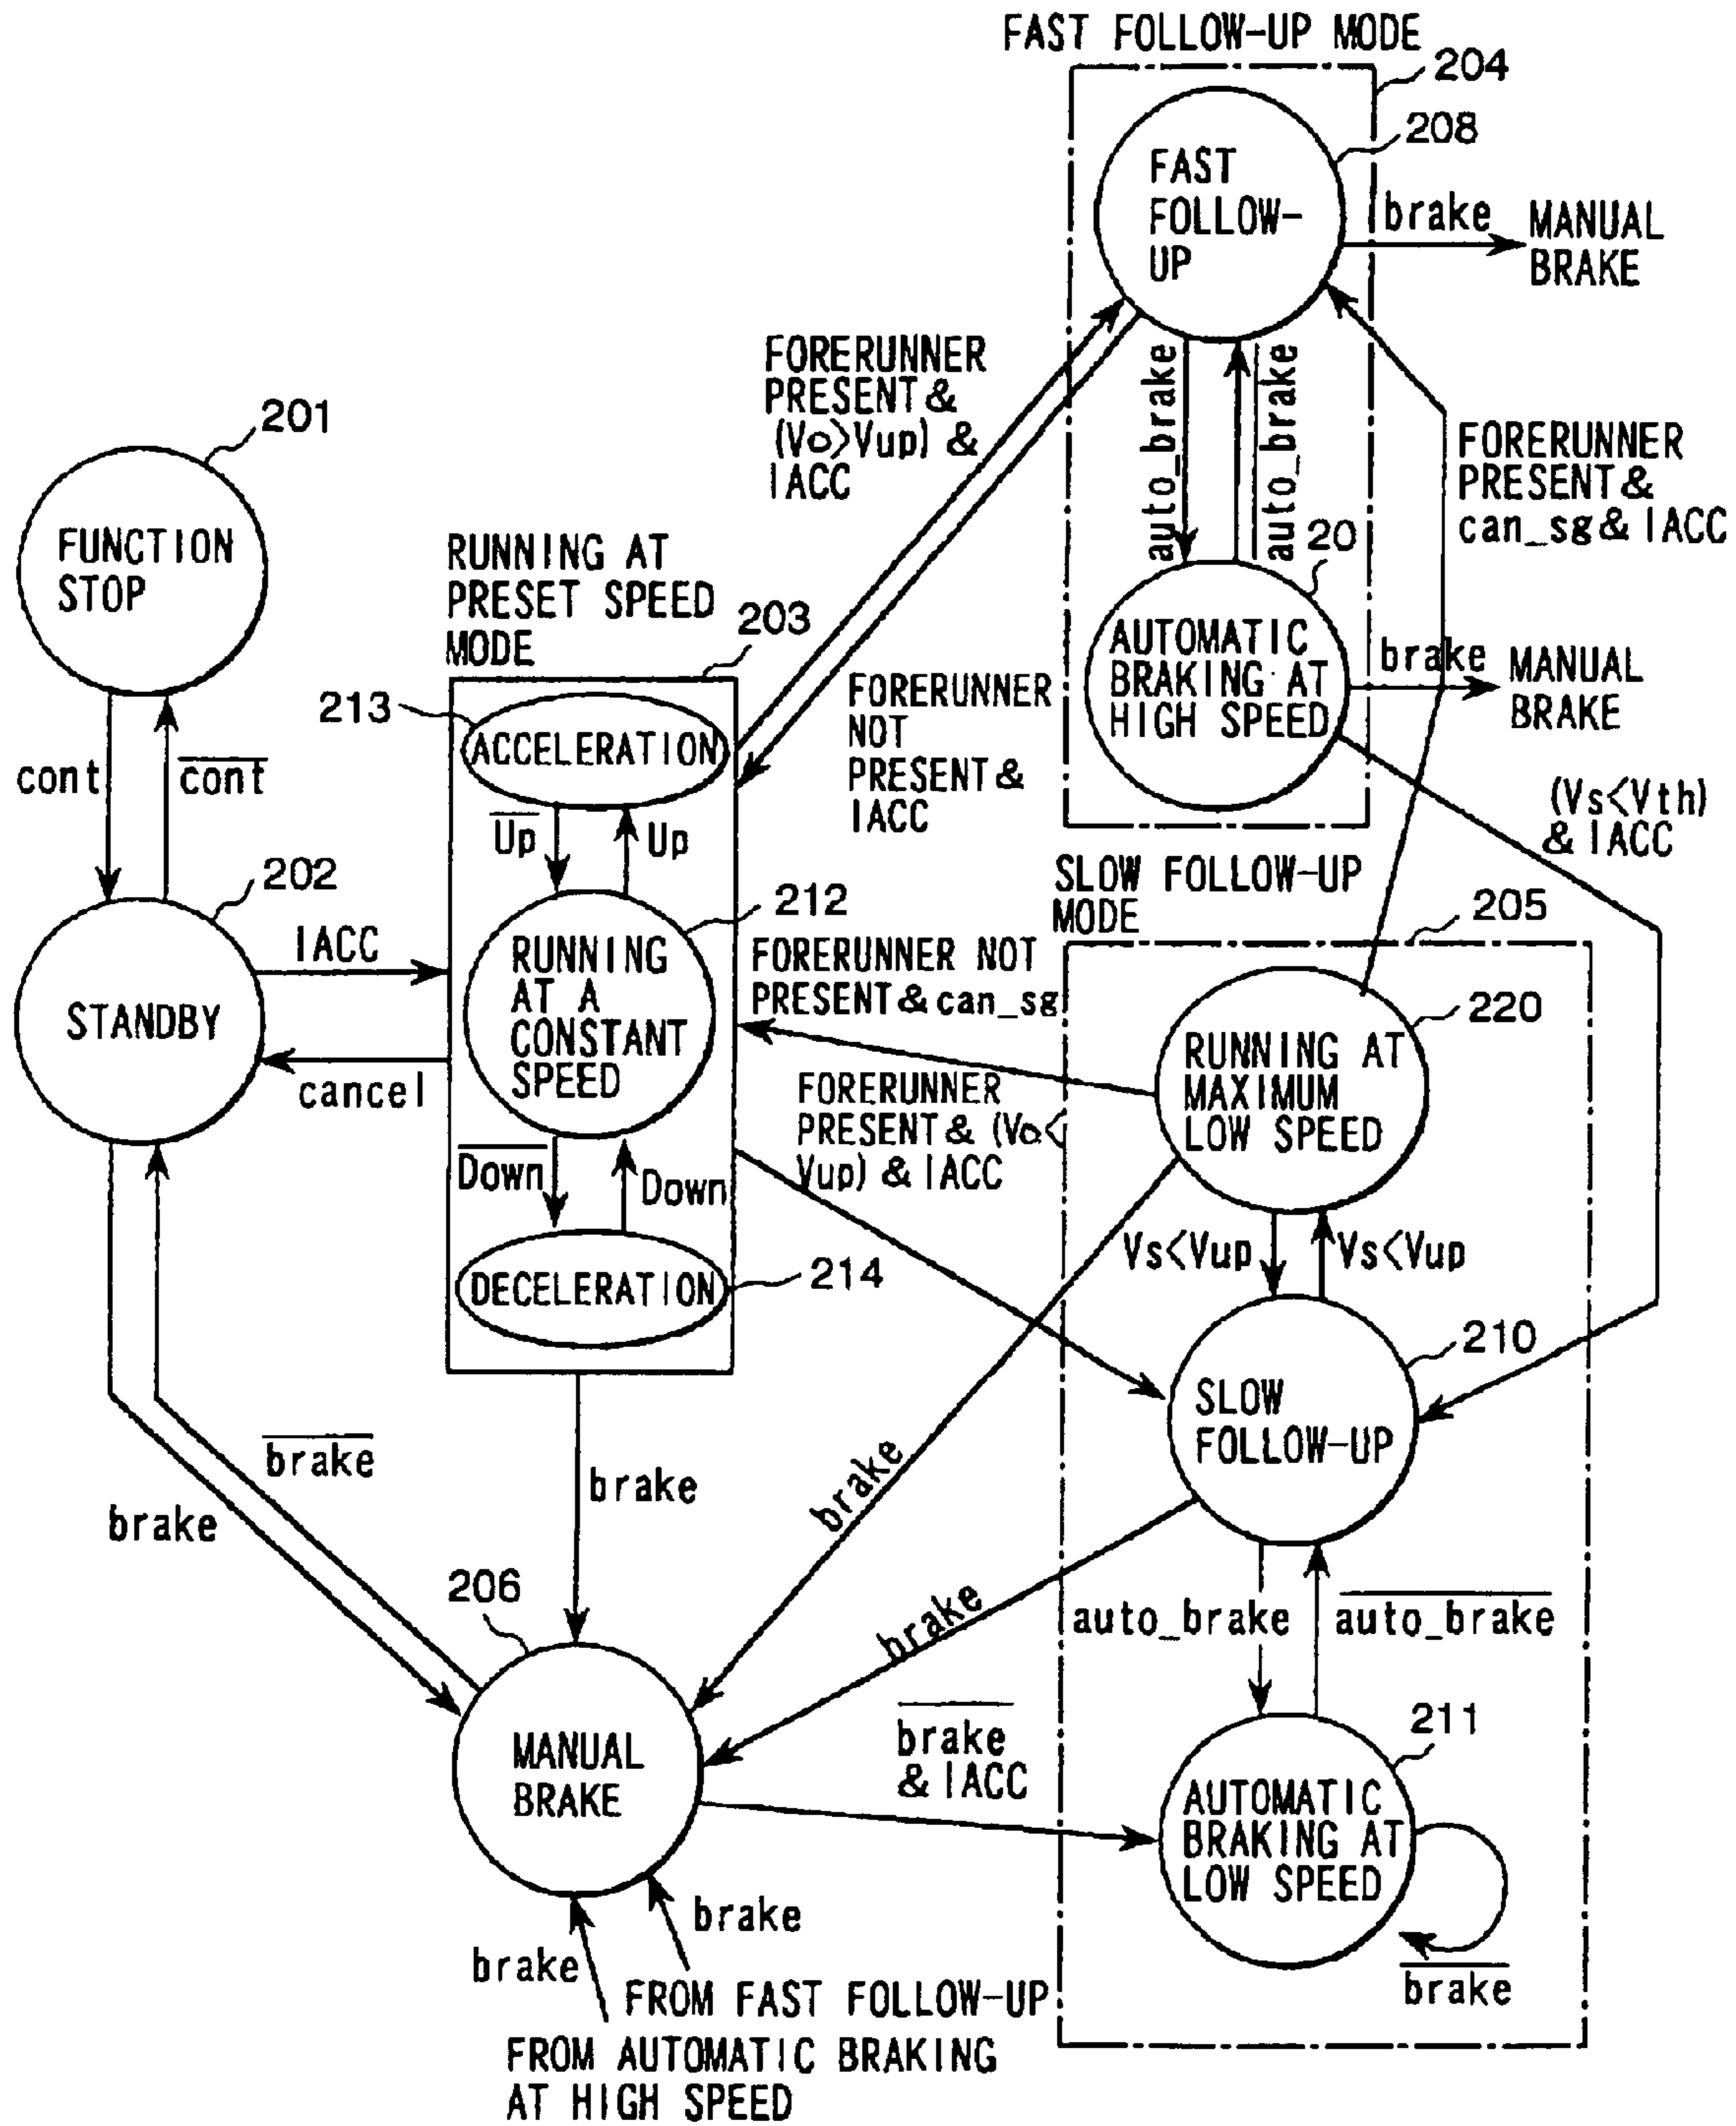 FAST FOLLOW-UP MODE
204
208
FAST
FOLLOW-
UP
brake
MANUAL
BRAKE
FORERUNNER
PRESENT &
(Vo>Vup) &
IACC
auto_brake
auto_brake
FORERUNNER
PRESENT &
can_sg & IACC
201
FUNCTION
STOP
20
RUNNING AT
PRESET SPEED
MODE
203
AUTOMATIC
BRAKING AT
HIGH SPEED
brake
MANUAL
BRAKE
213
ACCELERATION
FORERUNNER
NOT
PRESENT &
IACC
cont
cont
Up
Up
(Vs<Vth)
& IACC
SLOW FOLLOW-UP
MODE
205
202
212
IACC
STANDBY
cancel
RUNNING
AT A
CONSTANT
SPEED
FORERUNNER NOT
PRESENT & can_sg
220
RUNNING AT
MAXIMUM
LOW SPEED
FORERUNNER
PRESENT & (Vo<
Vup) & IACC
Down
Down
Vs<Vup
Vs<Vup
DECELERATION
214
210
SLOW
FOLLOW-UP
brake
brake
brake
brake
brake
206
auto_brake
auto_brake
MANUAL
BRAKE
brake
& IACC
211
AUTOMATIC
BRAKING AT
LOW SPEED
brake
brake
brake
FROM FAST FOLLOW-UP
FROM AUTOMATIC BRAKING
AT HIGH SPEED